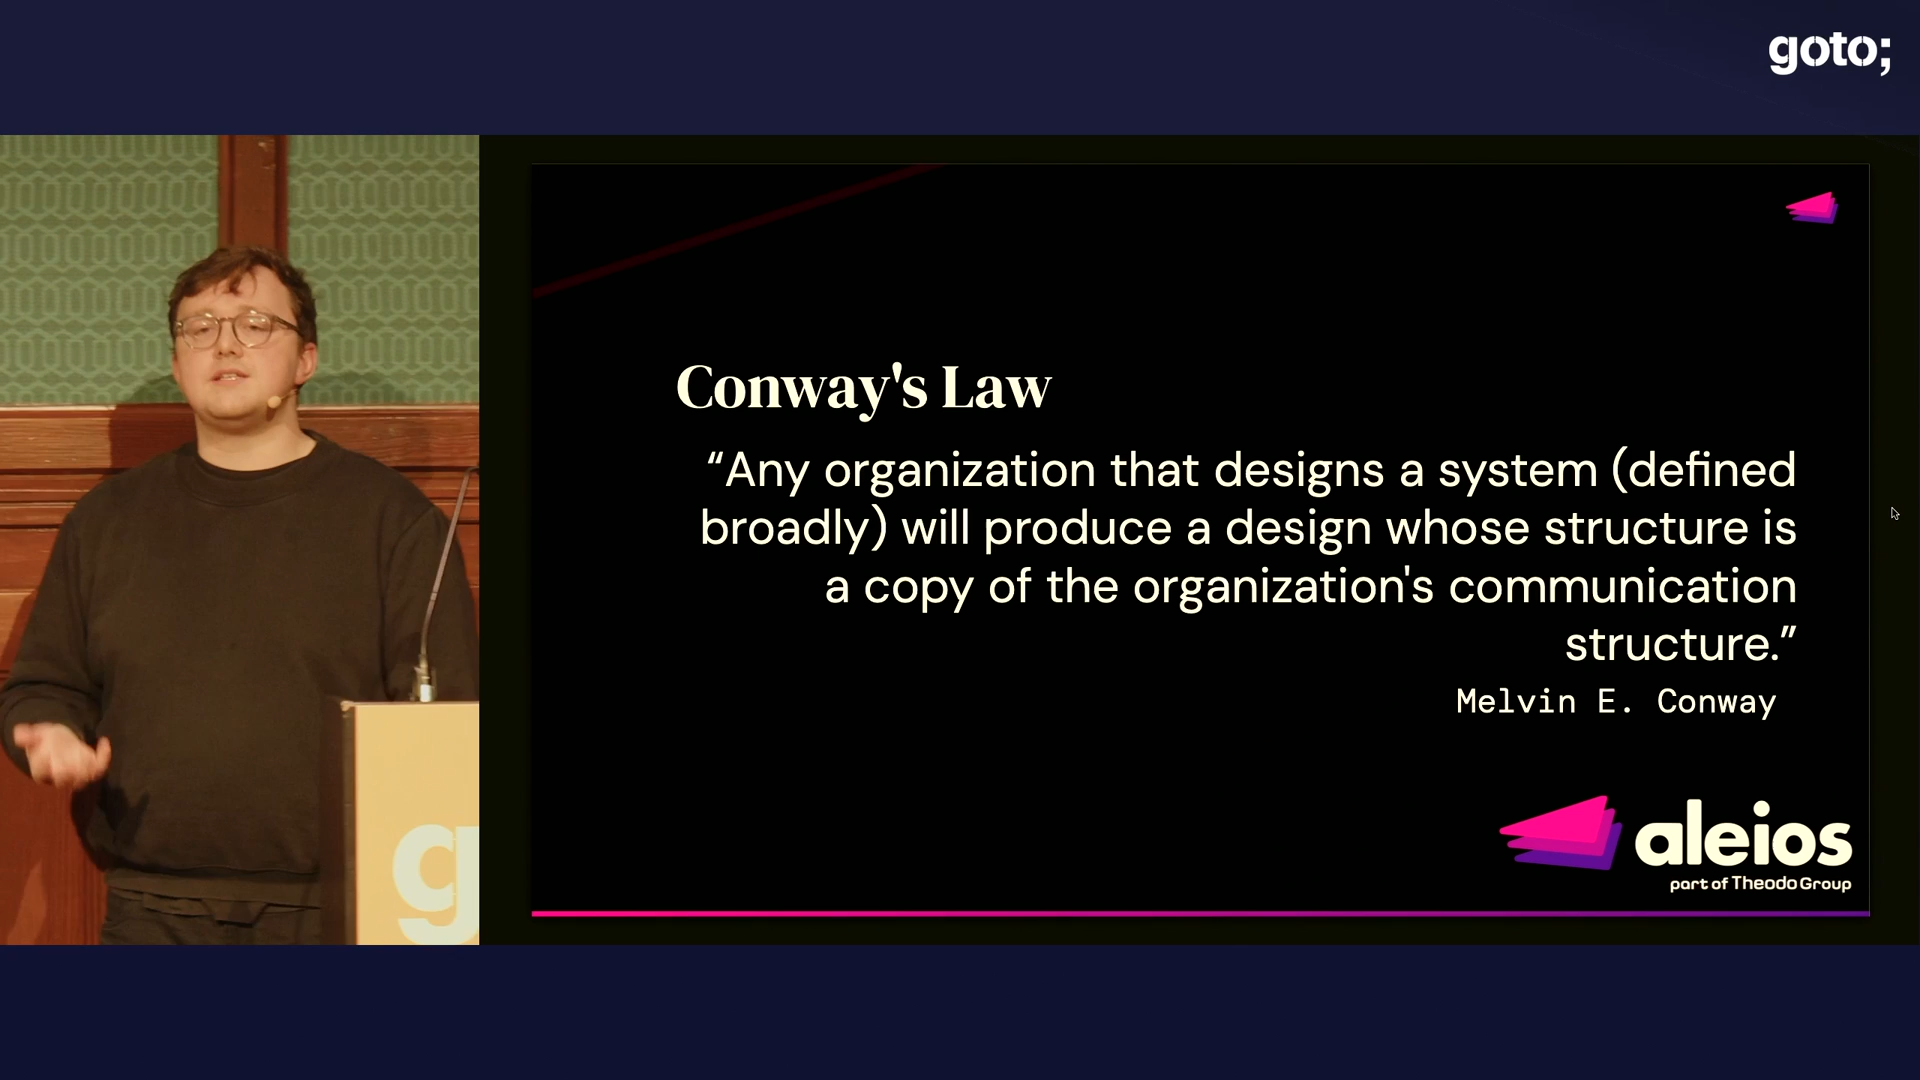 goto;
Conway's Law
“Any organization that designs a system (defined
broadly) will produce a design whose structure is
a copy of the organization's communication
structure.”
Melvin E. Conway
aleios
part of Theodo Group
g